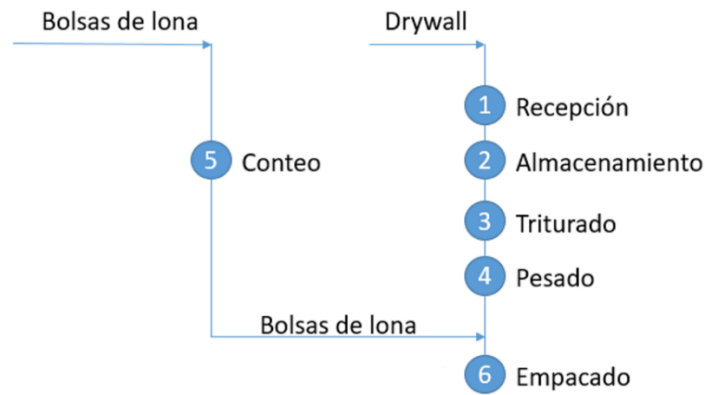 Bolsas de lona
Drywall
1 Recepción
5 Conteo
2 Almacenamiento
3 Triturado
4 Pesado
Bolsas de lona
6 Empacado